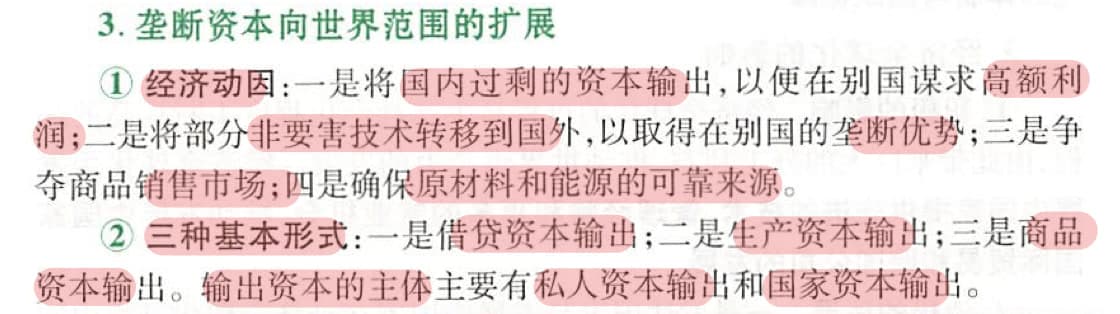 3. 垄断资本向世界范围的扩展
① 经济动因:一是将国内过剩的资本输出,以便在别国谋求高额利
润;二是将部分非要害技术转移到国外,以取得在别国的垄断优势;三是争
夺商品销售市场;四是确保原材料和能源的可靠来源。
② 三种基本形式:一是借贷资本输出;二是生产资本输出;三是商品
资本输出。输出资本的主体主要有私人资本输出和国家资本输出。